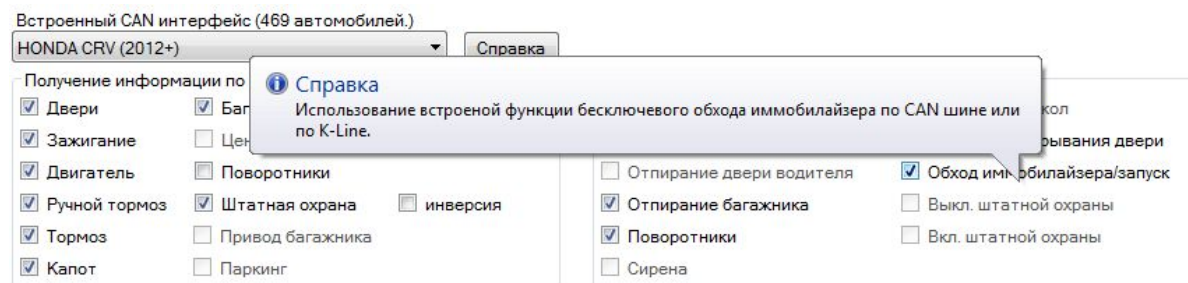 Встроенный CAN интерфейс (469 автомобилей.)
HONDA CRV (2012+)
Справка
Получение информации по
Справка
Использование встроеной функции бесключевого обхода иммобилайзера по CAN шине или
по K-Line.
Двери
Зажигание
Двигатель Поворотники
Ручной тормоз Штатная охрана инверсия
Тормоз Привод багажника
Капот Паркинг
двери
Отпирание двери водителя Обход иммобилайзера/запуск
Отпирание багажника Выкл. штатной охраны
Поворотники Вкл. штатной охраны
Сирена